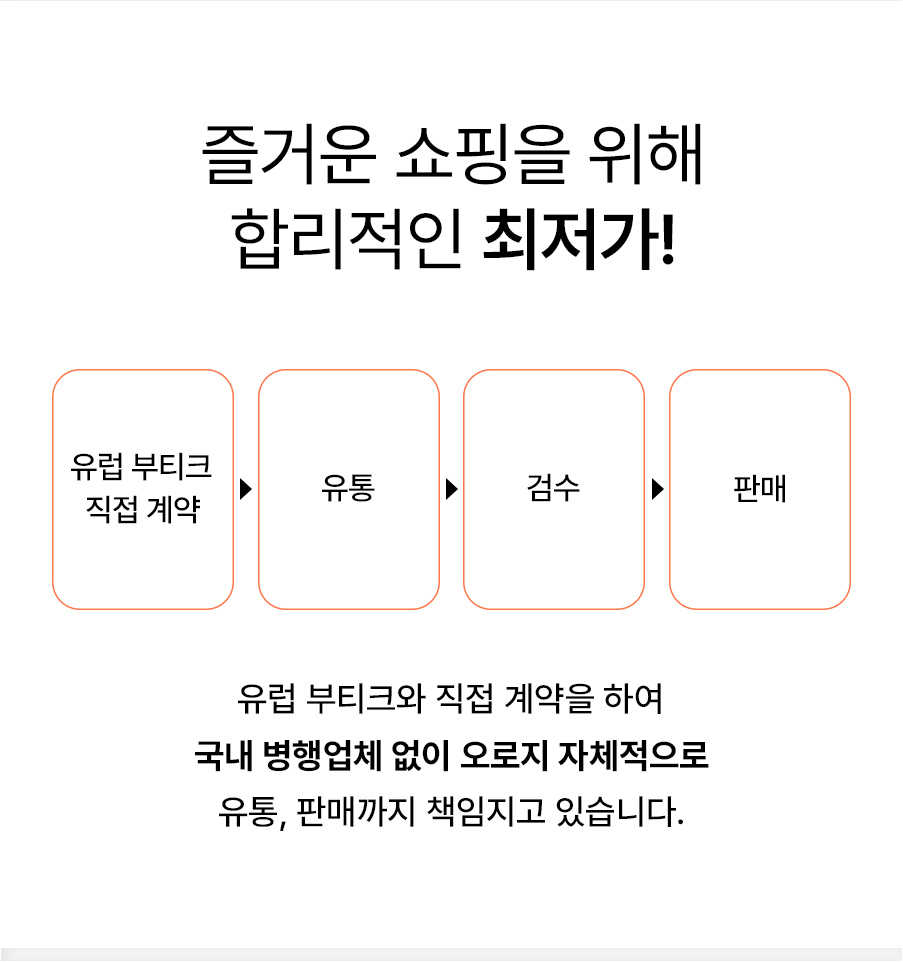 즐거운 쇼핑을 위해
합리적인 최저가!
유럽 부티크
직접 계약
유통
검수
판매
유럽 부티크와 직접 계약을 하여
국내 병행업체 없이 오로지 자체적으로
유통, 판매까지 책임지고 있습니다.